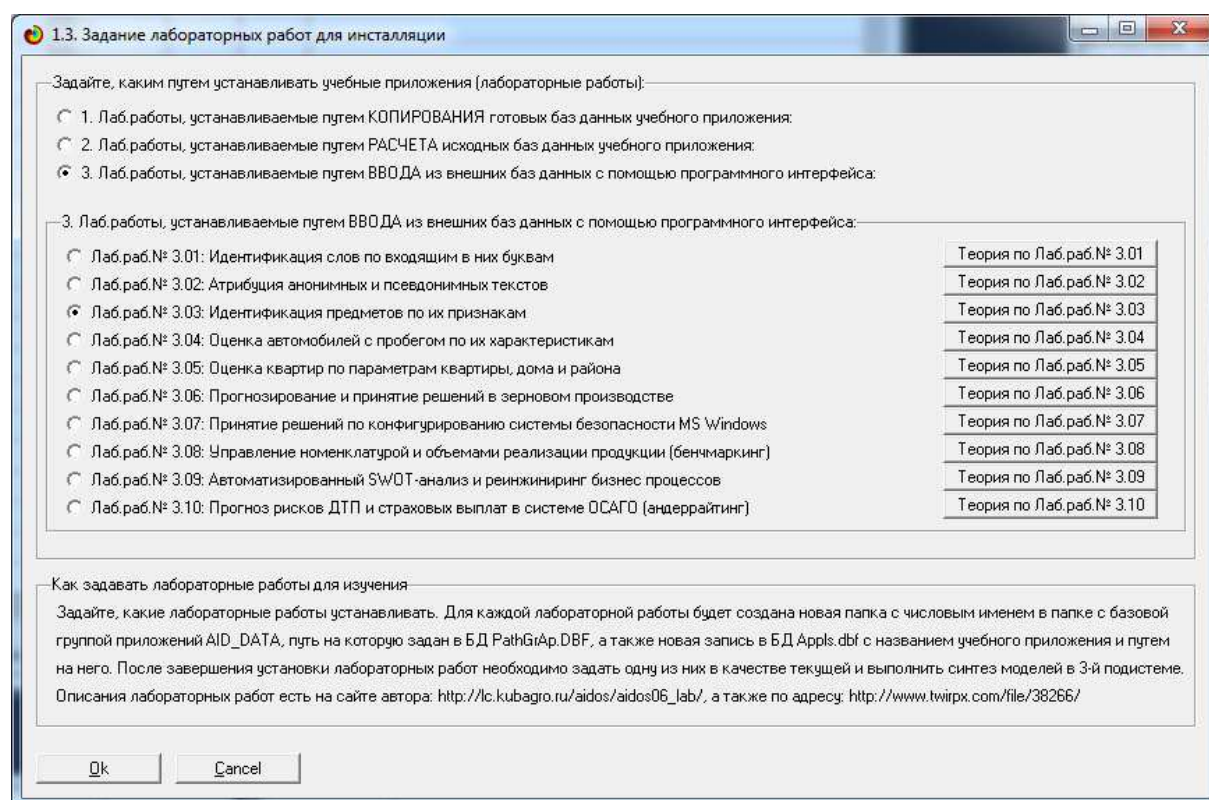 1.3. Задание лабораторных работ для инсталляции
Задайте, каким путем устанавливать учебные приложения (лабораторные работы):
1. Лаб.работы, устанавливаемые путем КОПИРОВАНИЯ готовых баз данных учебного приложения:
2. Лаб.работы, устанавливаемые путем РАСЧЕТА исходных баз данных учебного приложения:
3. Лаб.работы, устанавливаемые путем ВВОДА из внешних баз данных с помощью программного интерфейса:
3. Лаб.работы, устанавливаемые путем ВВОДА из внешних баз данных с помощью программного интерфейса:
Лаб.раб.№ 3.01: Идентификация слов по входящим в них буквам Теория по Лаб.раб.№ 3.01
Лаб.раб.№ 3.02: Атрибуция анонимных и псевдонимных текстов Теория по Лаб.раб.№ 3.02
Лаб.раб.№ 3.03: Идентификация предметов по их признакам Теория по Лаб.раб.№ 3.03
Лаб.раб.№ 3.04: Оценка автомобилей с пробегом по их характеристикам Теория по Лаб.раб.№ 3.04
Лаб.раб.№ 3.05: Оценка квартир по параметрам квартиры, дома и района Теория по Лаб.раб.№ 3.05
Лаб.раб.№ 3.06: Прогнозирование и принятие решений в зерновом производстве Теория по Лаб.раб.№ 3.06
Лаб.раб.№ 3.07: Принятие решений по конфигурированию системы безопасности MS Windows Теория по Лаб.раб.№ 3.07
Лаб.раб.№ 3.08: Управление номенклатурой и объемами реализации продукции (бенчмаркинг) Теория по Лаб.раб.№ 3.08
Лаб.раб.№ 3.09: Автоматизированный SWOT-анализ и реинжиниринг бизнес процессов Теория по Лаб.раб.№ 3.09
Лаб.раб.№ 3.10: Прогноз рисков ДТП и страховых выплат в системе ОСАГО (андеррайтинг) Теория по Лаб.раб.№ 3.10
Как задавать лабораторные работы для изучения
Задайте, какие лабораторные работы устанавливать. Для каждой лабораторной работы будет создана новая папка с числовым именем в папке с базовой
группой приложений AID_DATA, путь на которую задан в БД PathGrAp.DBF, а также новая запись в БД Appls.dbf с названием учебного приложения и путем
на него. После завершения установки лабораторных работ необходимо задать одну из них в качестве текущей и выполнить синтез моделей в 3-й подистеме.
Описания лабораторных работ есть на сайте автора: http://lc.kubagro.ru/aidos/aidos06_lab/, а также по адресу: http://www.twirpx.com/file/38266/
Ok Cancel